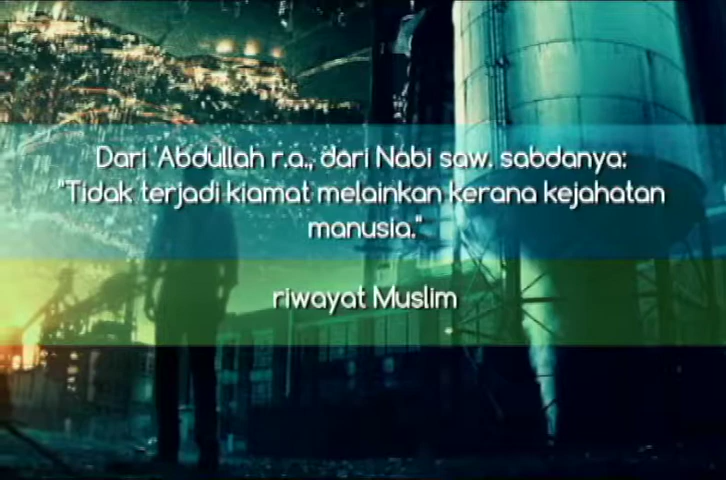 Dari 'Abdullah r.a., dari Nabi saw. sabdanya:
"Tidak terjadi kiamat melainkan kerana kejahatan
manusia."
riwayat Muslim